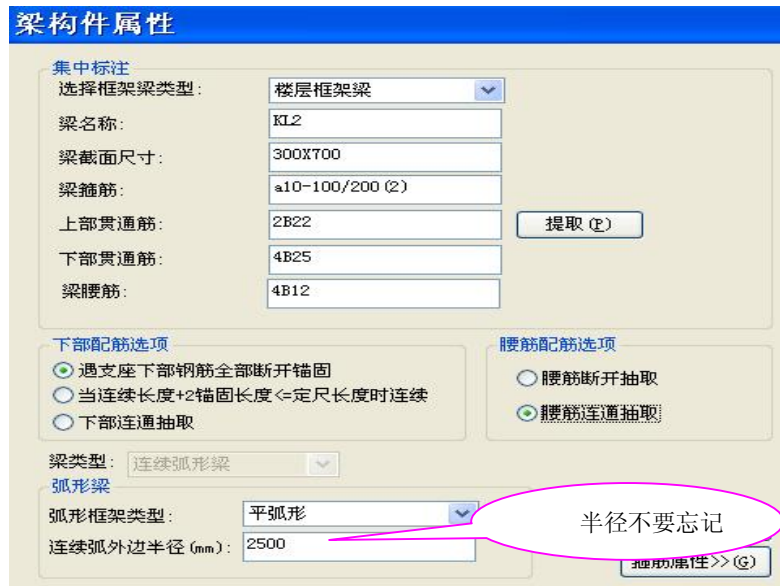 梁构件属性
集中标注
选择框架梁类型: 楼层框架梁
梁名称: KL2
梁截面尺寸: 300X700
梁箍筋: a10-100/200(2)
上部贯通筋: 2B22 提取(P)
下部贯通筋: 4B25
梁腰筋: 4B12
下部配筋选项 腰筋配筋选项
遇支座下部钢筋全部断开锚固 腰筋断开抽取
当连续长度+2锚固长度<=定尺长度时连续
下部连通抽取 腰筋连通抽取
梁类型: 连续弧形梁
弧形梁
弧形框架类型: 平弧形
半径不要忘记
连续弧外边半径(mm): 2500
箍筋属性>>(G)